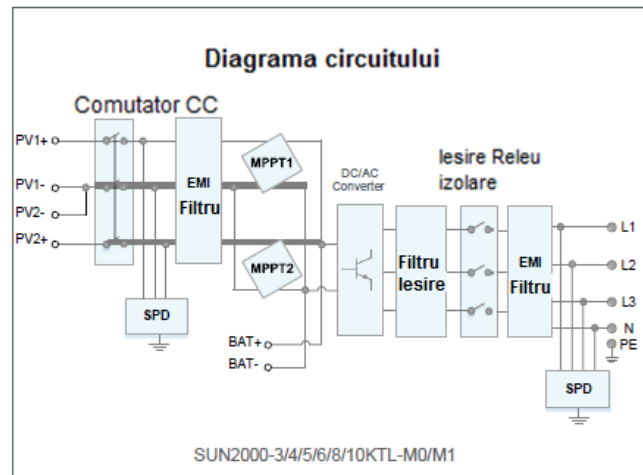 Diagrama circuitului
Comutator CC
PV1+
PV1-
PV2-
PV2+
EMI
Filtru
MPPT1
MPPT2
SPD
BAT+
BAT-
DC/AC
Converter
Filtru
Iesire
Iesire Releu
izolare
EMI
Filtru
L1
L2
L3
N
PE
SPD
SUN2000-3/4/5/6/8/10KTL-M0/M1